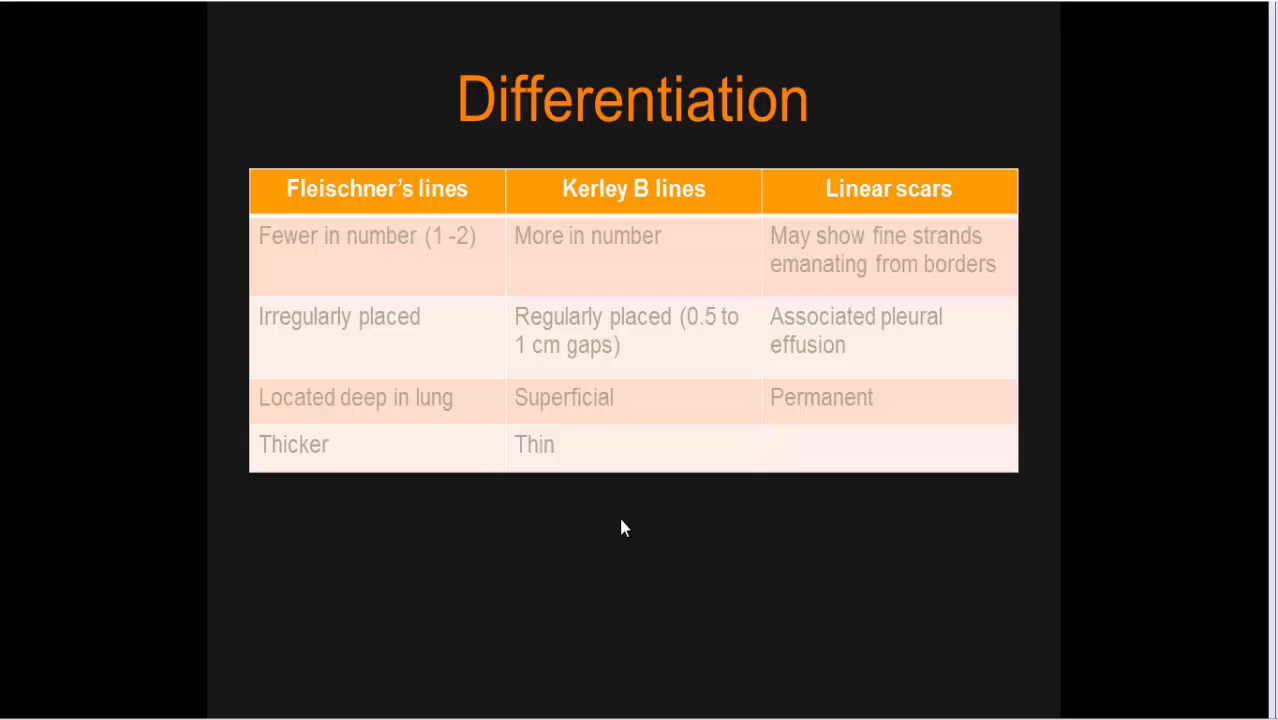 Differentiation
Fleischner’s lines Kerley B lines Linear scars
Fewer in number (1 -2) More in number May show fine strands
emanating from borders
Irregularly placed Regularly placed (0.5 to Associated pleural
1 cm gaps) effusion
Located deep in lung Superficial Permanent
Thicker Thin